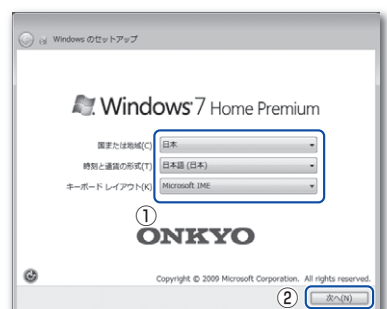 Windows のセットアップ
Windows 7 Home Premium
国または地域(C) 日本
時刻と通貨の形式(T) 日本語 (日本)
キーボード レイアウト(K) Microsoft IME
①
ONKYO
Copyright © 2009 Microsoft Corporation. All rights reserved.
② 次へ(N)